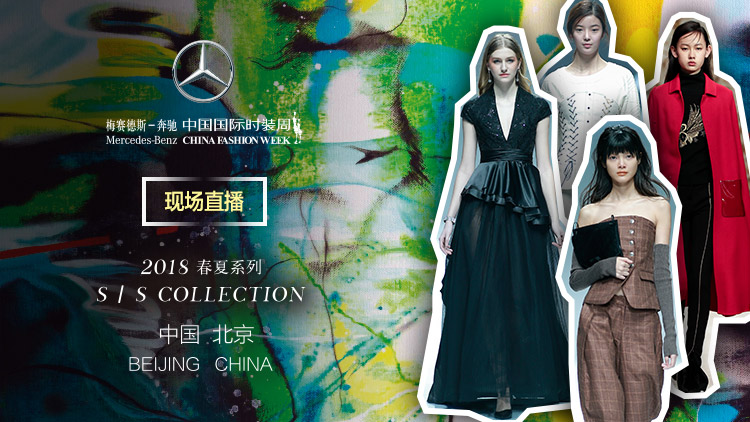 梅赛德斯-奔驰 中国国际时装周
Mercedes-Benz CHINA FASHION WEEK
现场直播
2018 春夏系列
S / S COLLECTION
中国 北京
BEIJING CHINA